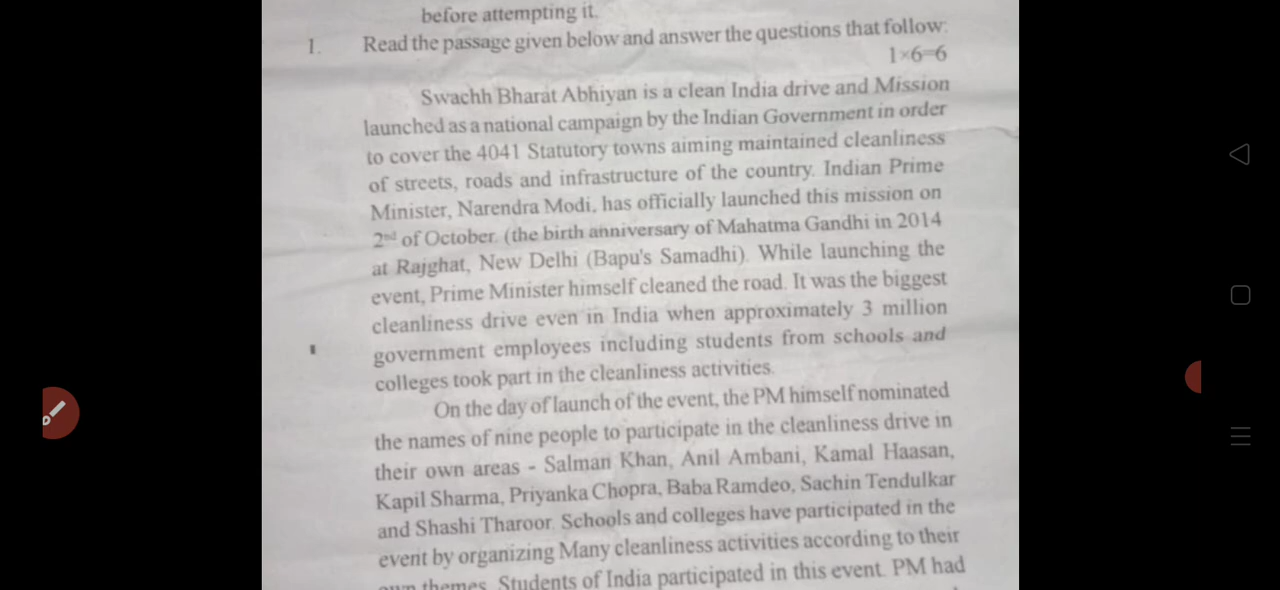 before attempting it.
1. Read the passage given below and answer the questions that follow:
1×6=6
Swachh Bharat Abhiyan is a clean India drive and Mission
launched as a national campaign by the Indian Government in order
to cover the 4041 Statutory towns aiming maintained cleanliness
of streets, roads and infrastructure of the country. Indian Prime
Minister, Narendra Modi, has officially launched this mission on
2nd of October. (the birth anniversary of Mahatma Gandhi in 2014
at Rajghat, New Delhi (Bapu's Samadhi). While launching the
event, Prime Minister himself cleaned the road. It was the biggest
cleanliness drive even in India when approximately 3 million
government employees including students from schools and
colleges took part in the cleanliness activities.
On the day of launch of the event, the PM himself nominated
the names of nine people to participate in the cleanliness drive in
their own areas - Salman Khan, Anil Ambani, Kamal Haasan,
Kapil Sharma, Priyanka Chopra, Baba Ramdeo, Sachin Tendulkar
and Shashi Tharoor. Schools and colleges have participated in the
event by organizing Many cleanliness activities according to their
own themes. Students of India participated in this event. PM had